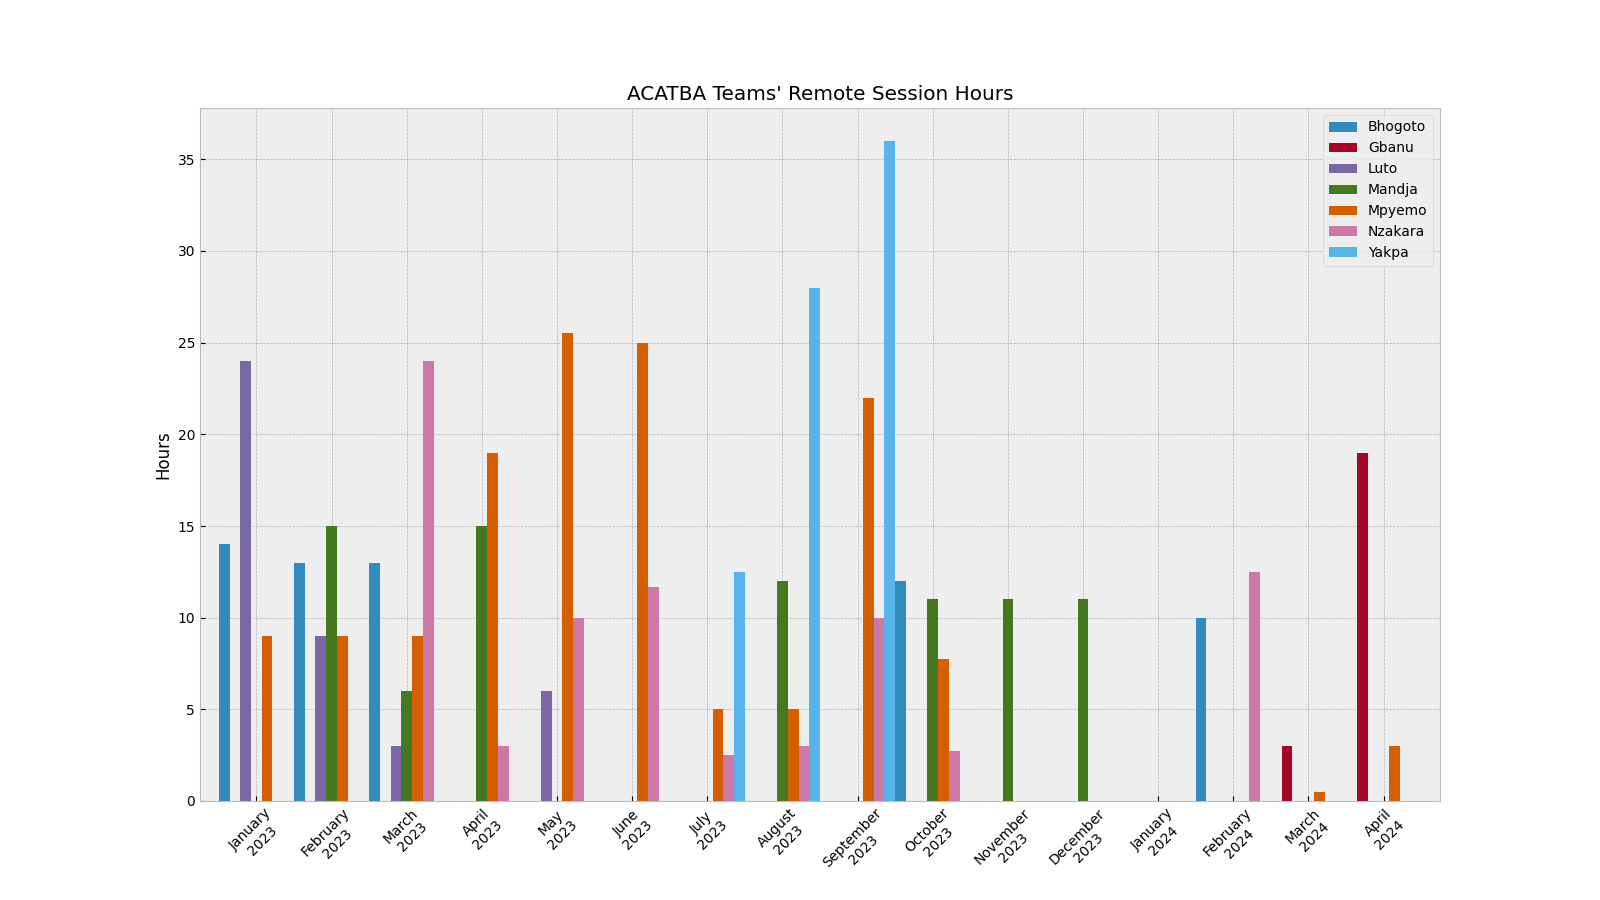 ACATBA Teams' Remote Session Hours
Bhogoto
Gbanu
Luto
Mandja
Mpyemo
Nzakara
Yakpa
Hours
35
30
25
20
15
10
5
0
January
2023
February
2023
March
2023
April
2023
May
2023
June
2023
July
2023
August
2023
September
2023
October
2023
November
2023
December
2023
January
2024
February
2024
March
2024
April
2024